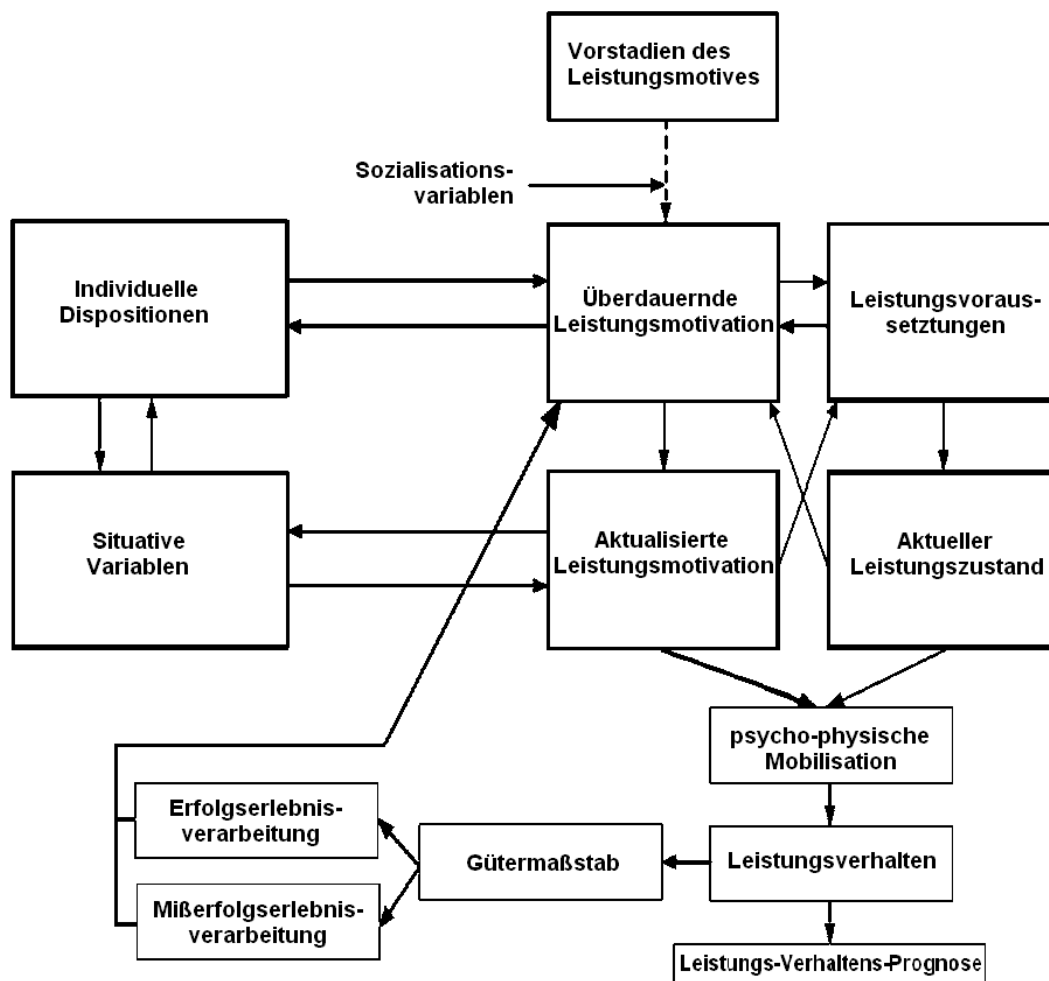 Vorstadien des
Leistungsmotives
Sozialisations-
variablen
Individuelle
Dispositionen
Überdauernde
Leistungsmotivation
Leistungsvoraus-
setztungen
Situative
Variablen
Aktualisierte
Leistungsmotivation
Aktueller
Leistungszustand
psycho-physische
Mobilisation
Erfolgserlebnis-
verarbeitung
Gütermaßstab
Leistungsverhalten
Mißerfolgserlebnis-
verarbeitung
Leistungs-Verhaltens-Prognose